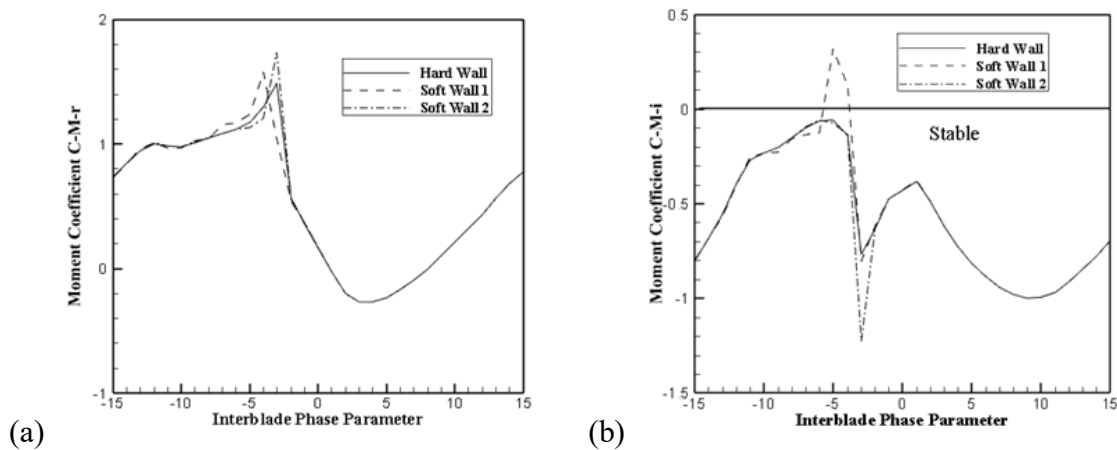 2
1
0
-1
-15
-10
-5
0
5
10
15
Moment Coefficient C-M-r
Interblade Phase Parameter
Hard Wall
Soft Wall 1
Soft Wall 2
(a)
0.5
0
-0.5
-1
-1.5
-15
-10
-5
0
5
10
15
Moment Coefficient C-M-i
Interblade Phase Parameter
Hard Wall
Soft Wall 1
Soft Wall 2
Stable
(b)